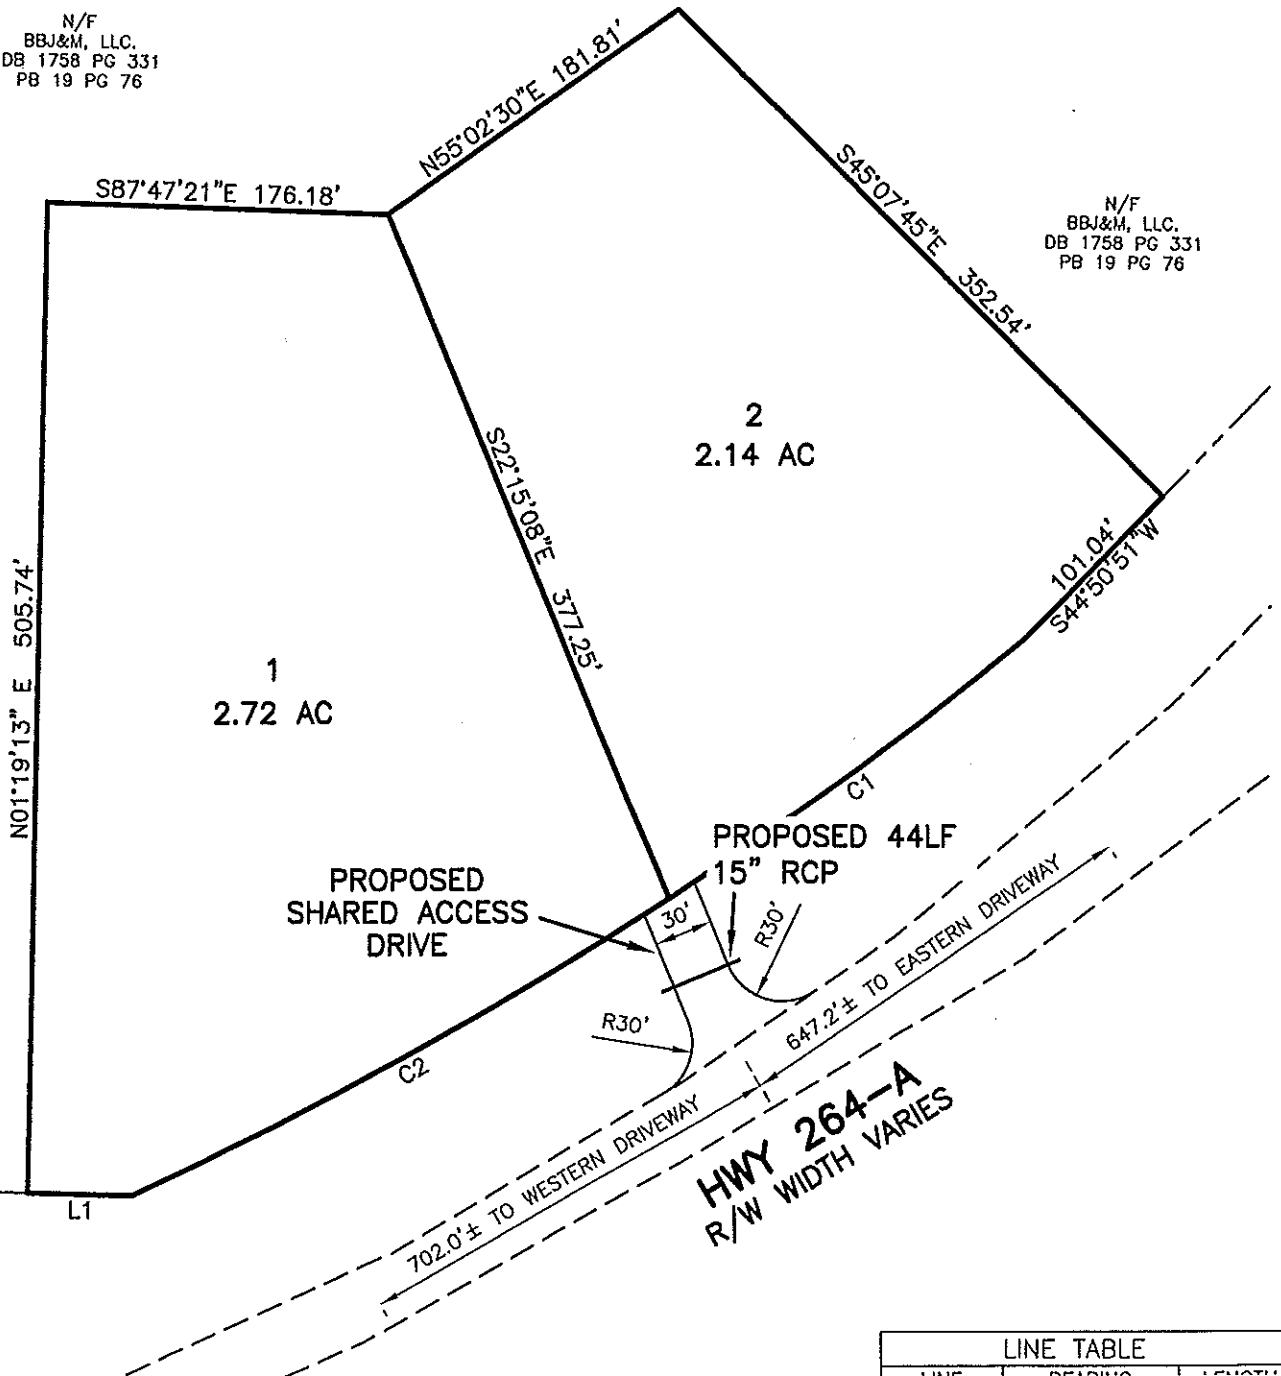 N/F
BBJ&M, LLC.
DB 1758 PG 331
PB 19 PG 76
N55°02'30"E 181.81'
S87°47'21"E 176.18'
S45°07'45"E 352.54'
N/F
BBJ&M, LLC.
DB 1758 PG 331
PB 19 PG 76
2
2.14 AC
S22°15'08"E 377.25'
101.04'
S44°50'51"W
N01°19'13" E 505.74'
1
2.72 AC
C1
PROPOSED 44LF
15" RCP
PROPOSED
SHARED ACCESS
DRIVE
30'
R30'
R30'
647.2'± TO EASTERN DRIVEWAY
C2
702.0'± TO WESTERN DRIVEWAY
HWY 264-A
R/W WIDTH VARIES
L1
LINE TABLE
LINE BEARING LENGTH